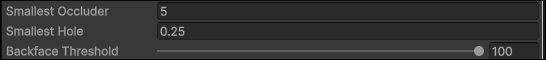 Smallest Occluder 5
Smallest Hole 0.25
Backface Threshold 100